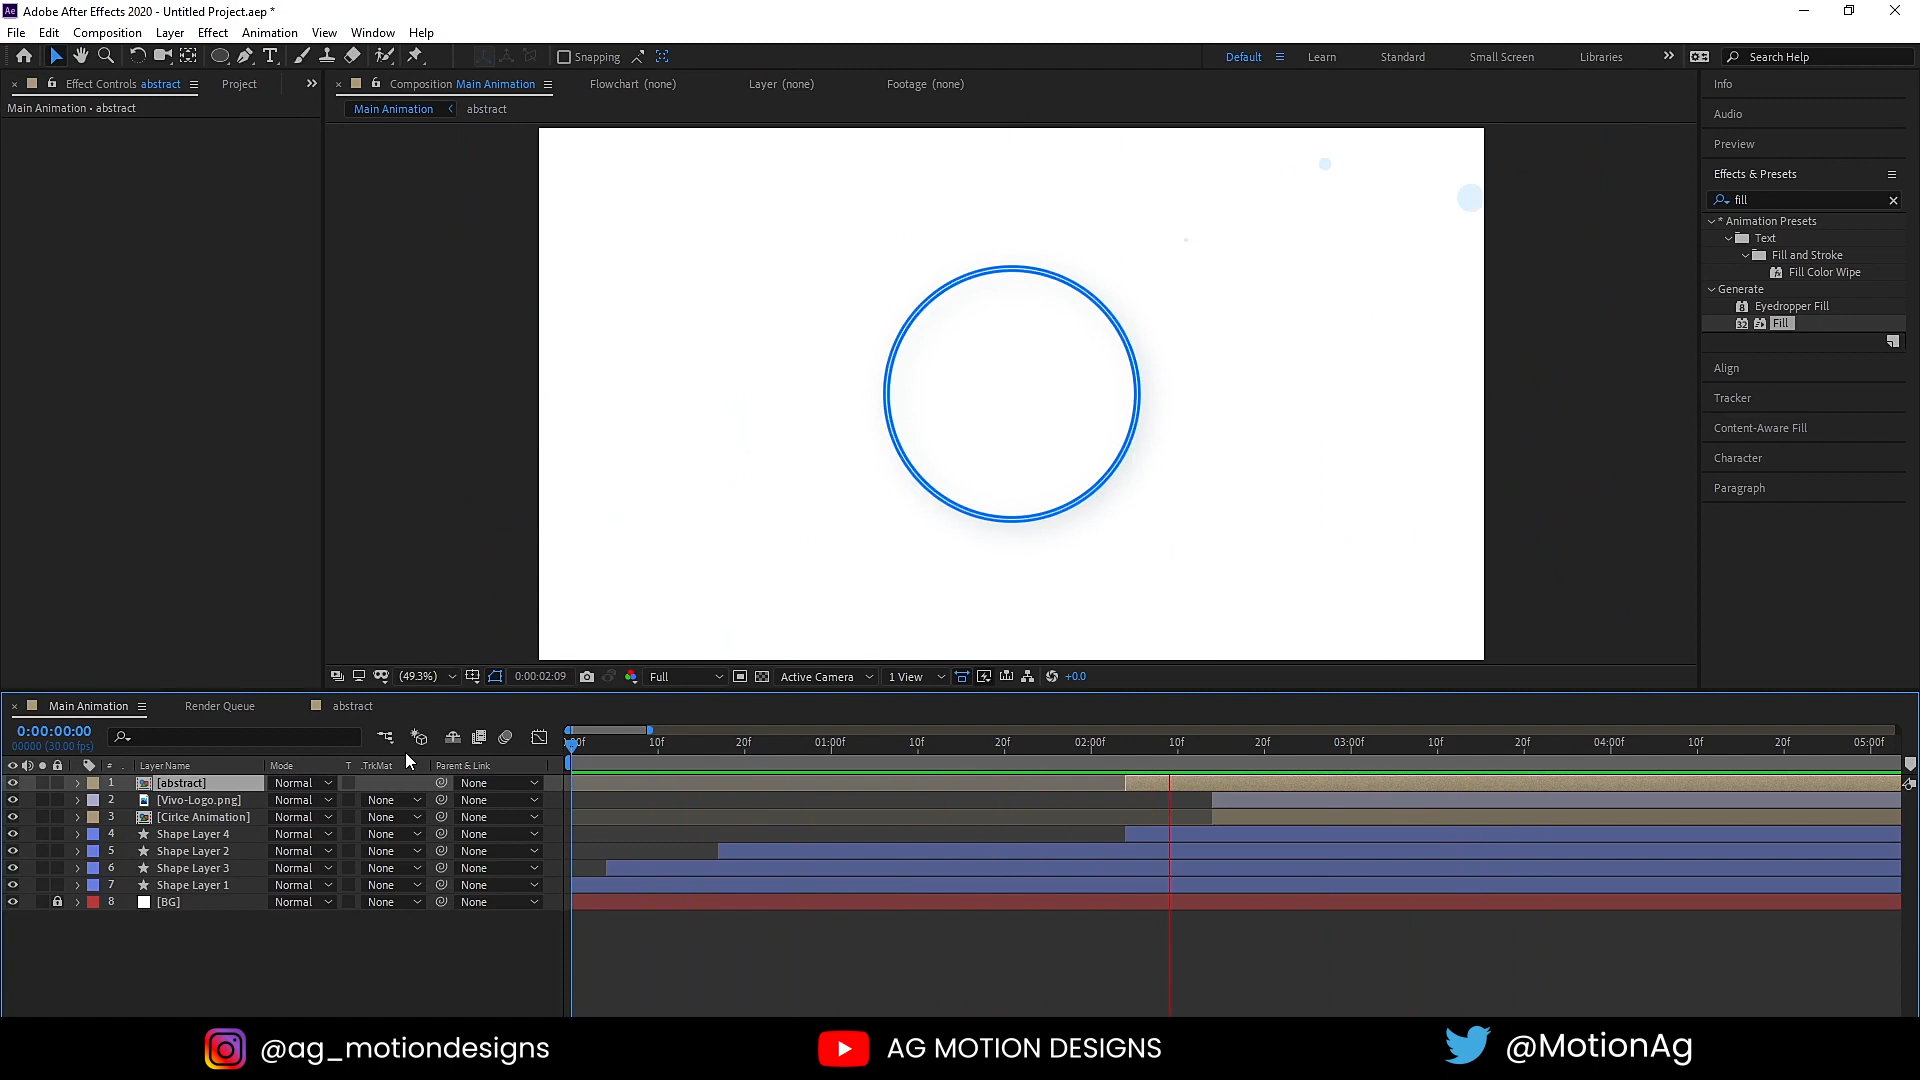 Adobe After Effects 2020 - Untitled Project.aep *
File Edit Composition Layer Effect Animation View Window Help
Snapping Default Learn Standard Small Screen Libraries Search Help
Effect Controls abstract Project
Main Animation • abstract
Composition Main Animation Flowchart (none) Layer (none) Footage (none)
Main Animation abstract
Info
Audio
Preview
Effects & Presets
fill
* Animation Presets
Text
Fill and Stroke
Fill Color Wipe
Generate
Eyedropper Fill
Fill
Align
Tracker
Content-Aware Fill
Character
Paragraph
(49.3%) 0:00:02:09 Full Active Camera 1 View +0.0
Main Animation Render Queue abstract
0:00:00:00
00000 (30.00 fps)
10f 20f 01:00f 10f 20f 02:00f 10f 20f 03:00f 10f 20f 04:00f 10f 20f 05:00f
# Layer Name Mode T .TrkMat Parent & Link
1 [abstract] Normal None
2 [Vivo-Logo.png] Normal None None
3 [Cirlce Animation] Normal None None
4 Shape Layer 4 Normal None None
5 Shape Layer 2 Normal None None
6 Shape Layer 3 Normal None None
7 Shape Layer 1 Normal None None
8 [BG] Normal None None
@ag_motiondesigns AG MOTION DESIGNS @MotionAg